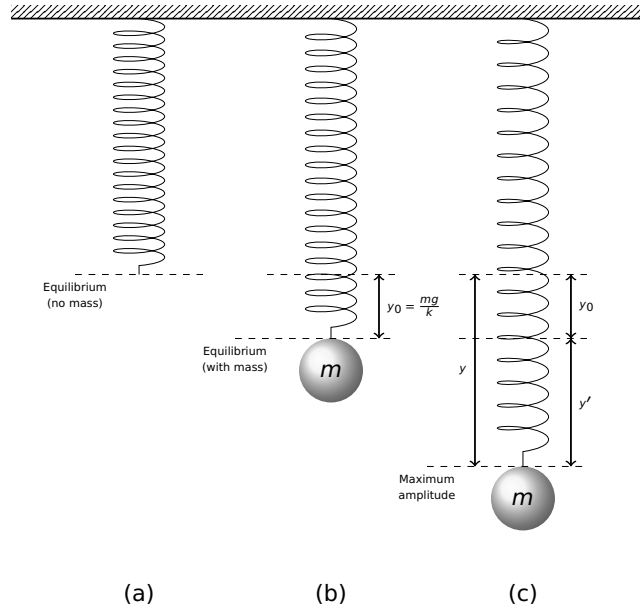 Equilibrium
(no mass)
y₀ = mg/k
Equilibrium
(with mass)
m
y
y₀
y′
Maximum
amplitude
m
(a) (b) (c)